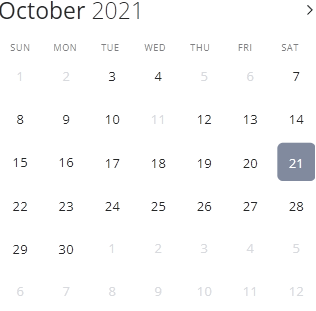 October 2021
SUN MON TUE WED THU FRI SAT
1 2 3 4 5 6 7
8 9 10 11 12 13 14
15 16 17 18 19 20 21
22 23 24 25 26 27 28
29 30 1 2 3 4 5
6 7 8 9 10 11 12